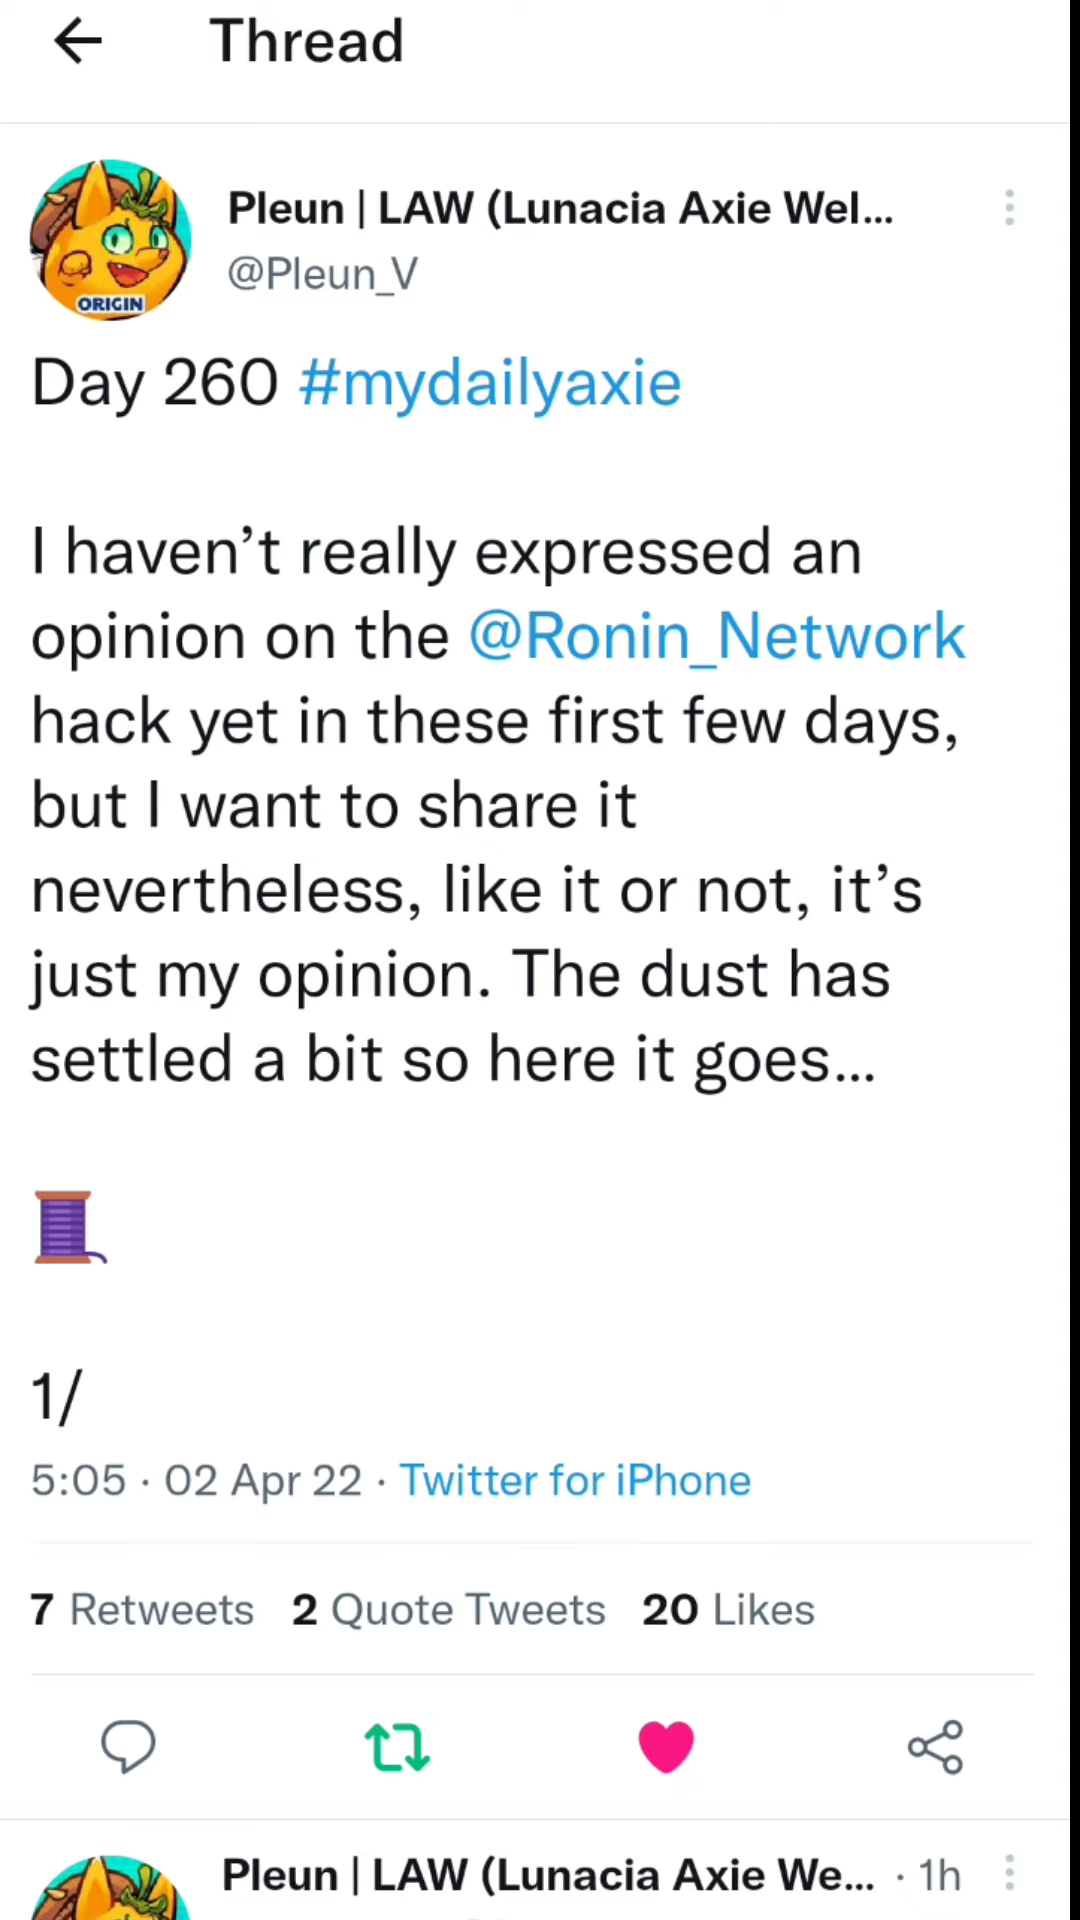 Thread
Pleun | LAW (Lunacia Axie Wel...
@Pleun_V
ORIGIN
Day 260 #mydailyaxie
I haven’t really expressed an
opinion on the @Ronin_Network
hack yet in these first few days,
but I want to share it
nevertheless, like it or not, it’s
just my opinion. The dust has
settled a bit so here it goes...
1/
5:05 · 02 Apr 22 · Twitter for iPhone
7 Retweets 2 Quote Tweets 20 Likes
Pleun | LAW (Lunacia Axie We... · 1h